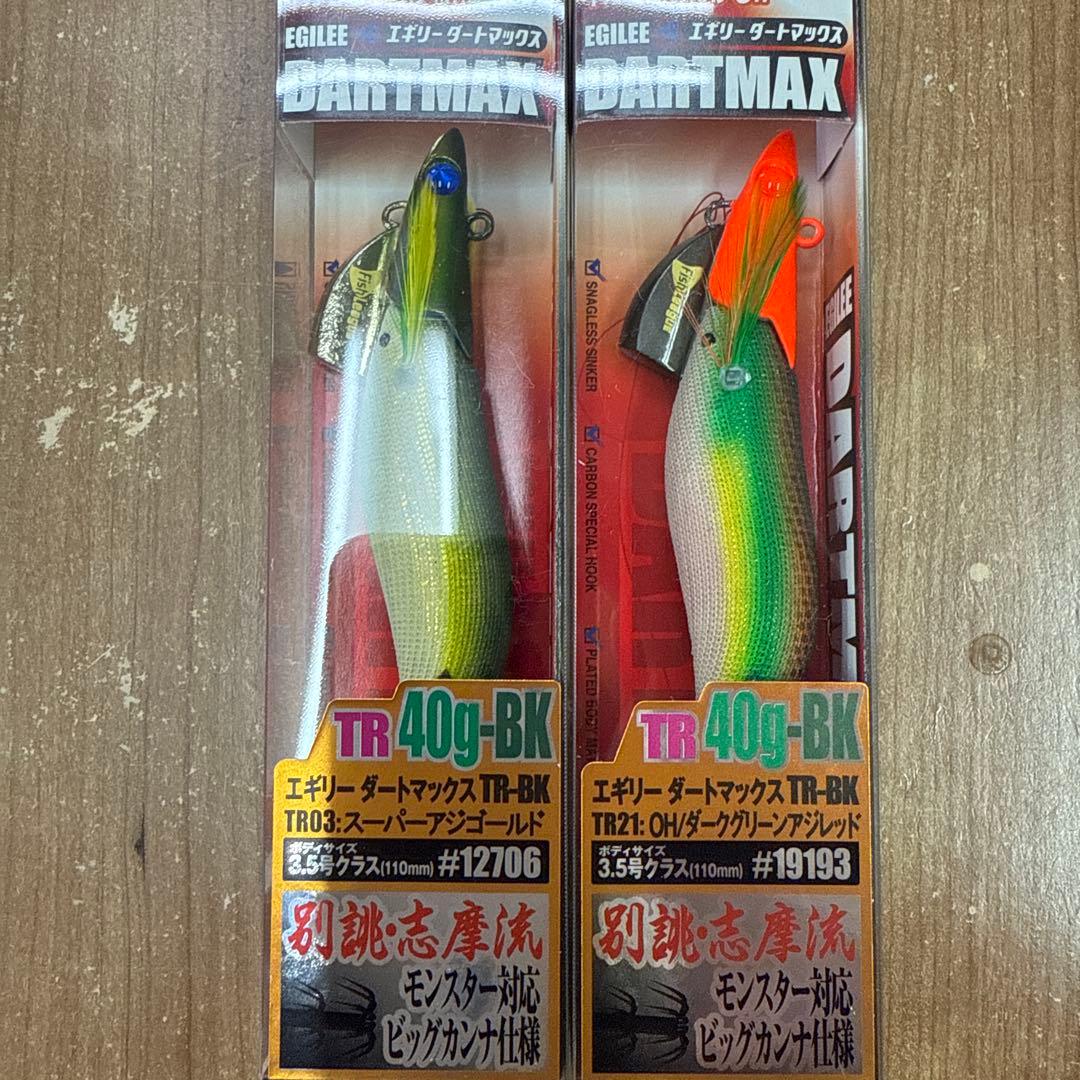 EGILEE エギリー ダートマックス
DARTMAX
Fish League
TR 40g-BK
エギリー ダートマックス TR-BK
TR03:スーパーアジゴールド
ボディサイズ
3.5号クラス(110mm) #12706
別誂・志摩流
モンスター対応
ビッグカンナ仕様
EGILEE エギリー ダートマックス
DARTMAX
Fish League
SNAGLESS SINKER
CARBON SPECIAL HOOK
PLATED BODY
EGILEE
TR 40g-BK
エギリー ダートマックス TR-BK
TR21:OH/ダークグリーンアジレッド
ボディサイズ
3.5号クラス(110mm) #19193
別誂・志摩流
モンスター対応
ビッグカンナ仕様